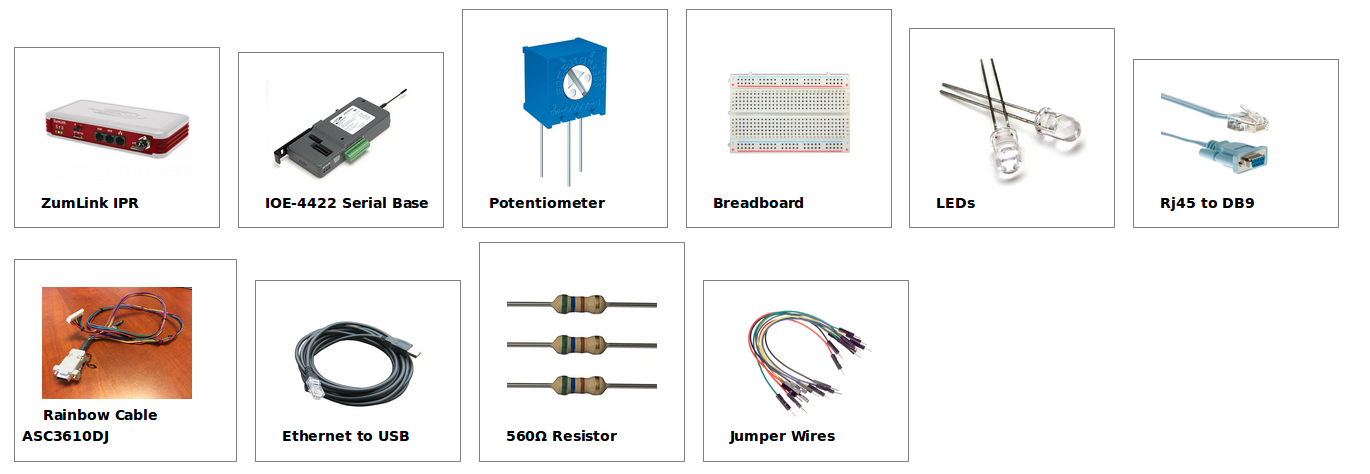 ZumLink IPR
IOE-4422 Serial Base
Potentiometer
Breadboard
LEDs
Rj45 to DB9
Rainbow Cable
ASC3610DJ
Ethernet to USB
560Ω Resistor
Jumper Wires